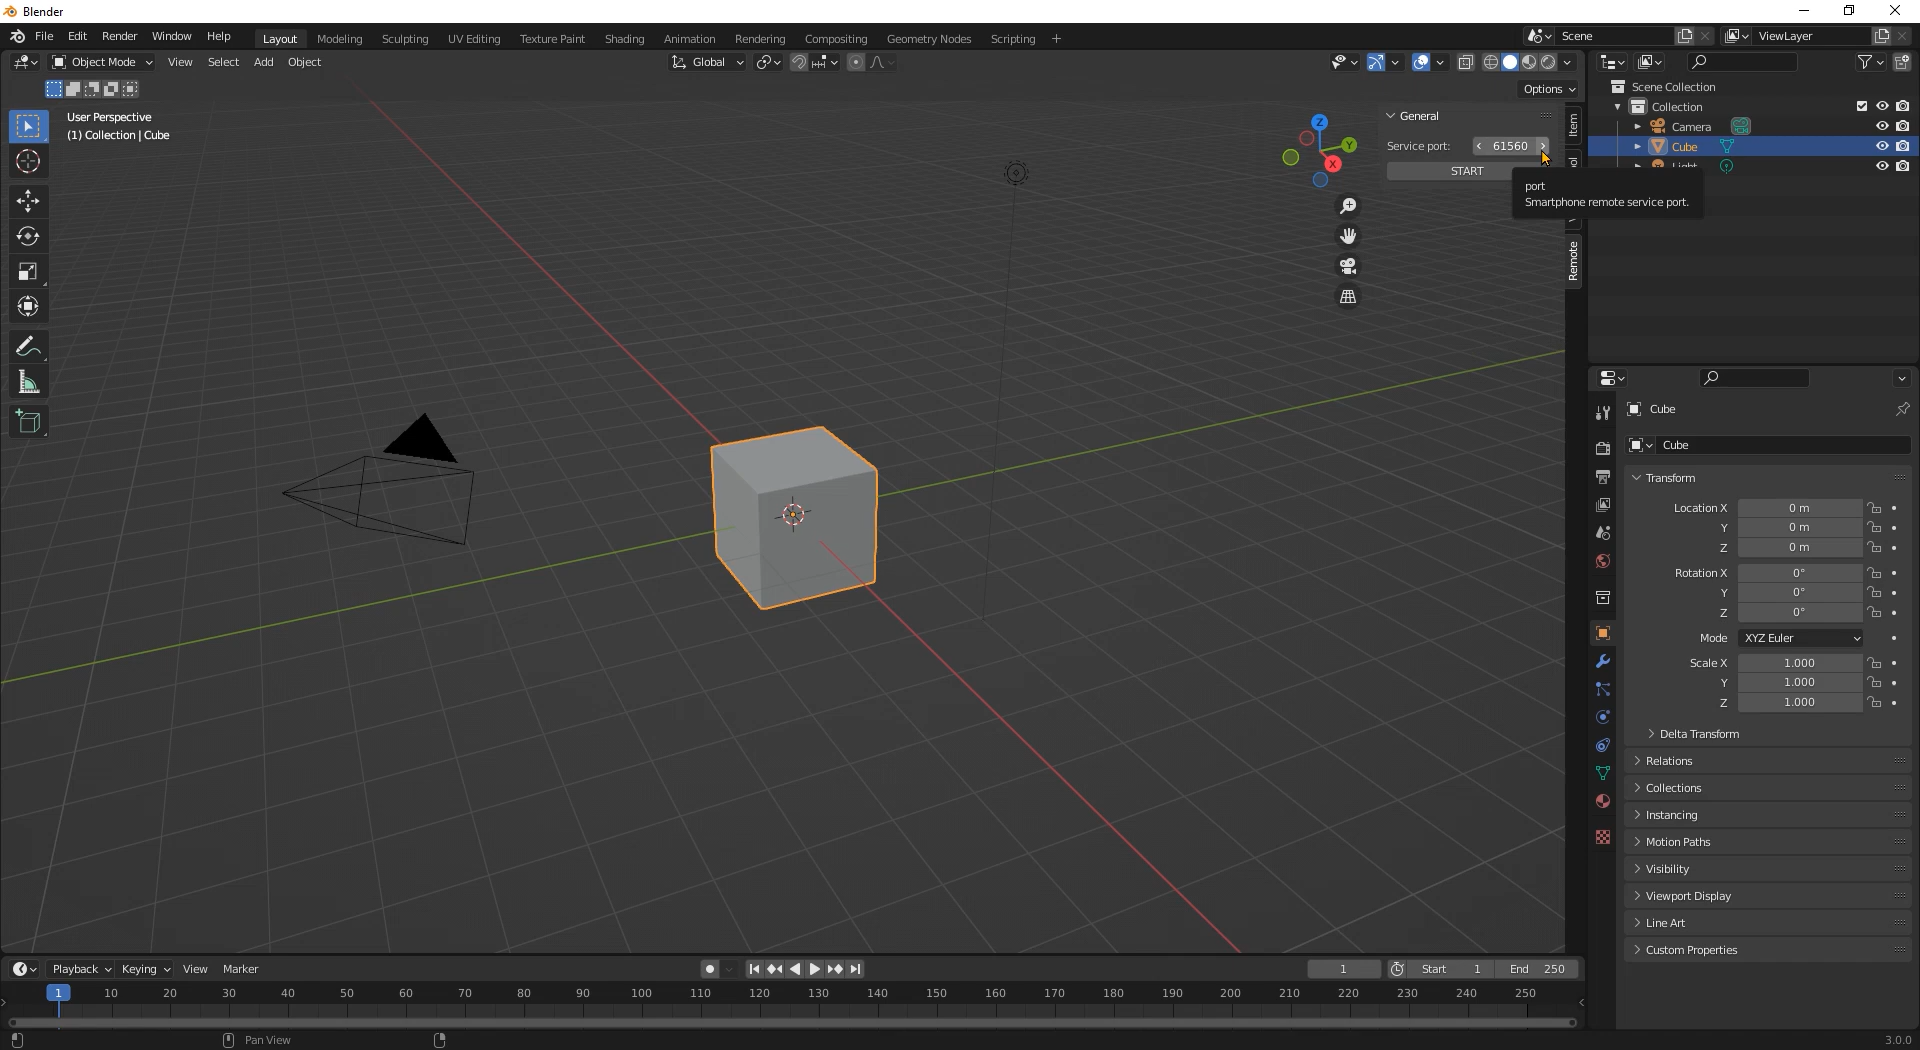 Blender
File Edit Render Window Help Layout Modeling Sculpting UV Editing Texture Paint Shading Animation Rendering Compositing Geometry Nodes Scripting + Scene ViewLayer
Object Mode View Select Add Object Global
Options
User Perspective
(1) Collection | Cube
Z
Y
X
General
Service port: 61560
START
port
Smartphone remote service port.
Item
Remote
Scene Collection
Collection
Camera
Cube
Cube
Cube
Transform
Location X 0 m
Y 0 m
Z 0 m
Rotation X 0°
Y 0°
Z 0°
Mode XYZ Euler
Scale X 1.000
Y 1.000
Z 1.000
Delta Transform
Relations
Collections
Instancing
Motion Paths
Visibility
Viewport Display
Line Art
Custom Properties
Playback Keying View Marker 1 Start 1 End 250
1 10 20 30 40 50 60 70 80 90 100 110 120 130 140 150 160 170 180 190 200 210 220 230 240 250
Pan View 3.0.0